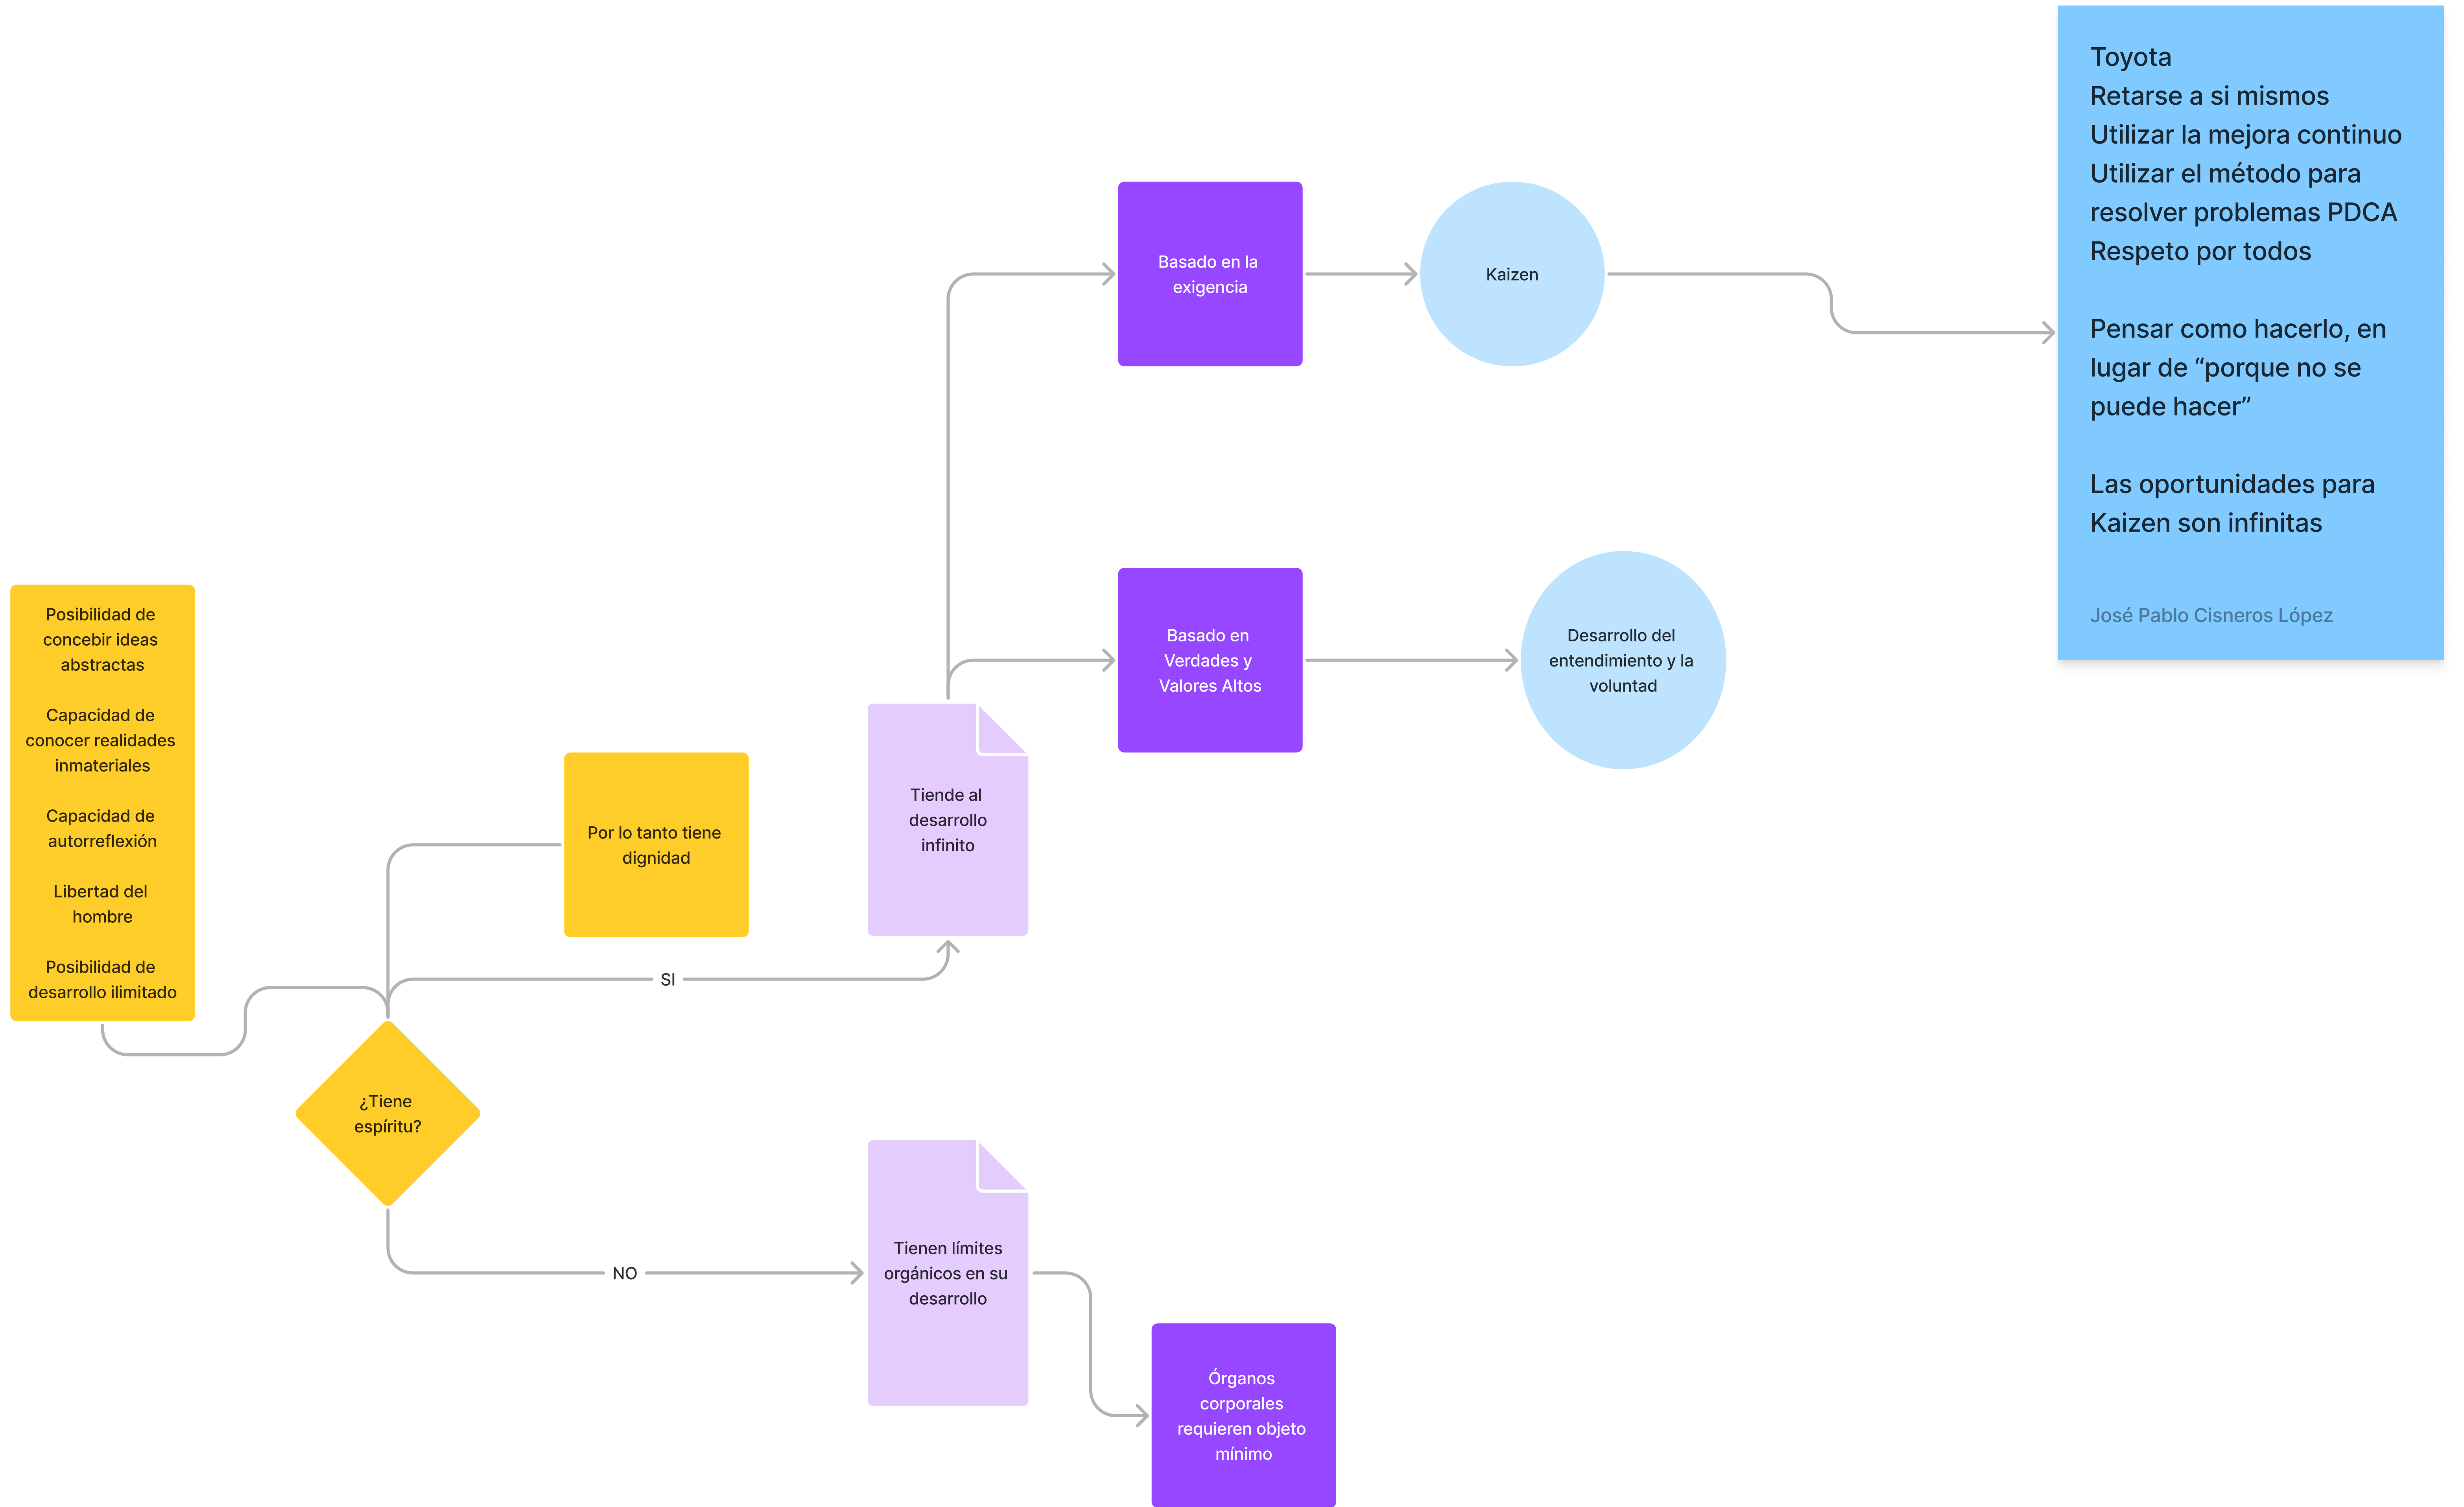 Toyota
Retarse a si mismos
Utilizar la mejora continuo
Utilizar el método para
resolver problemas PDCA
Respeto por todos
Pensar como hacerlo, en
lugar de “porque no se
puede hacer”
Las oportunidades para
Kaizen son infinitas
José Pablo Cisneros López
Basado en la
exigencia
Kaizen
Basado en
Verdades y
Valores Altos
Desarrollo del
entendimiento y la
voluntad
Posibilidad de
concebir ideas
abstractas
Capacidad de
conocer realidades
inmateriales
Capacidad de
autorreflexión
Libertad del
hombre
Posibilidad de
desarrollo ilimitado
Por lo tanto tiene
dignidad
Tiende al
desarrollo
infinito
SI
¿Tiene
espíritu?
NO
Tienen límites
orgánicos en su
desarrollo
Órganos
corporales
requieren objeto
mínimo